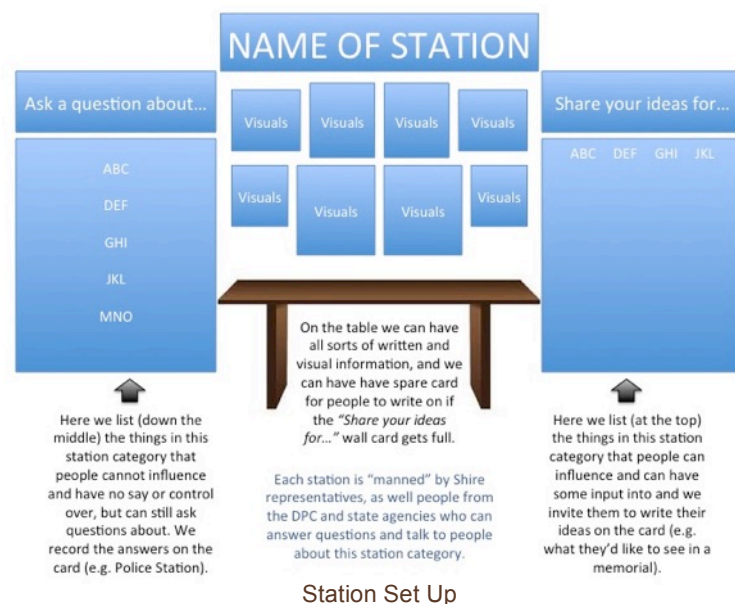 NAME OF STATION
Ask a question about...
ABC
DEF
GHI
JKL
MNO
Visuals Visuals Visuals Visuals
Visuals Visuals Visuals Visuals
Share your ideas for...
ABC DEF GHI JKL
Here we list (down the
middle) the things in this
station category that
people cannot influence
and have no say or control
over, but can still ask
questions about. We
record the answers on the
card (e.g. Police Station).
On the table we can have
all sorts of written and
visual information, and we
can have have spare card
for people to write on if
the “Share your ideas
for...” wall card gets full.
Each station is “manned” by Shire
representatives, as well people from
the DPC and state agencies who can
answer questions and talk to people
about this station category.
Here we list (at the top)
the things in this station
category that people can
influence and can have
some input into and we
invite them to write their
ideas on the card (e.g.
what they’d like to see in a
memorial).
Station Set Up